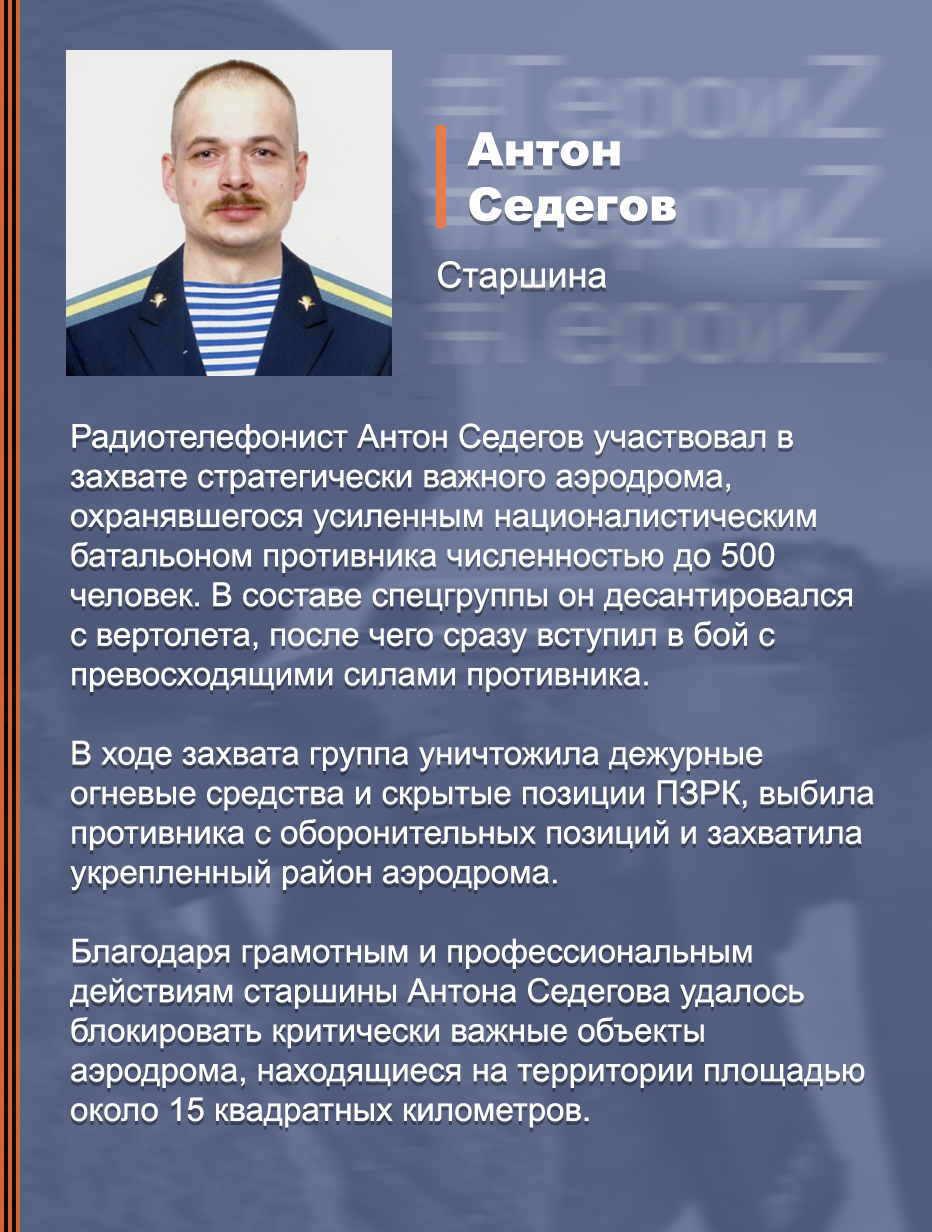 #ГероиZ
Антон
#ГероиZ
Седегов
Старшина
#ГероиZ
Радиотелефонист Антон Седегов участвовал в
захвате стратегически важного аэродрома,
охранявшегося усиленным националистическим
батальоном противника численностью до 500
человек. В составе спецгруппы он десантировался
с вертолета, после чего сразу вступил в бой с
превосходящими силами противника.
В ходе захвата группа уничтожила дежурные
огневые средства и скрытые позиции ПЗРК, выбила
противника с оборонительных позиций и захватила
укрепленный район аэродрома.
Благодаря грамотным и профессиональным
действиям старшины Антона Седегова удалось
блокировать критически важные объекты
аэродрома, находящиеся на территории площадью
около 15 квадратных километров.